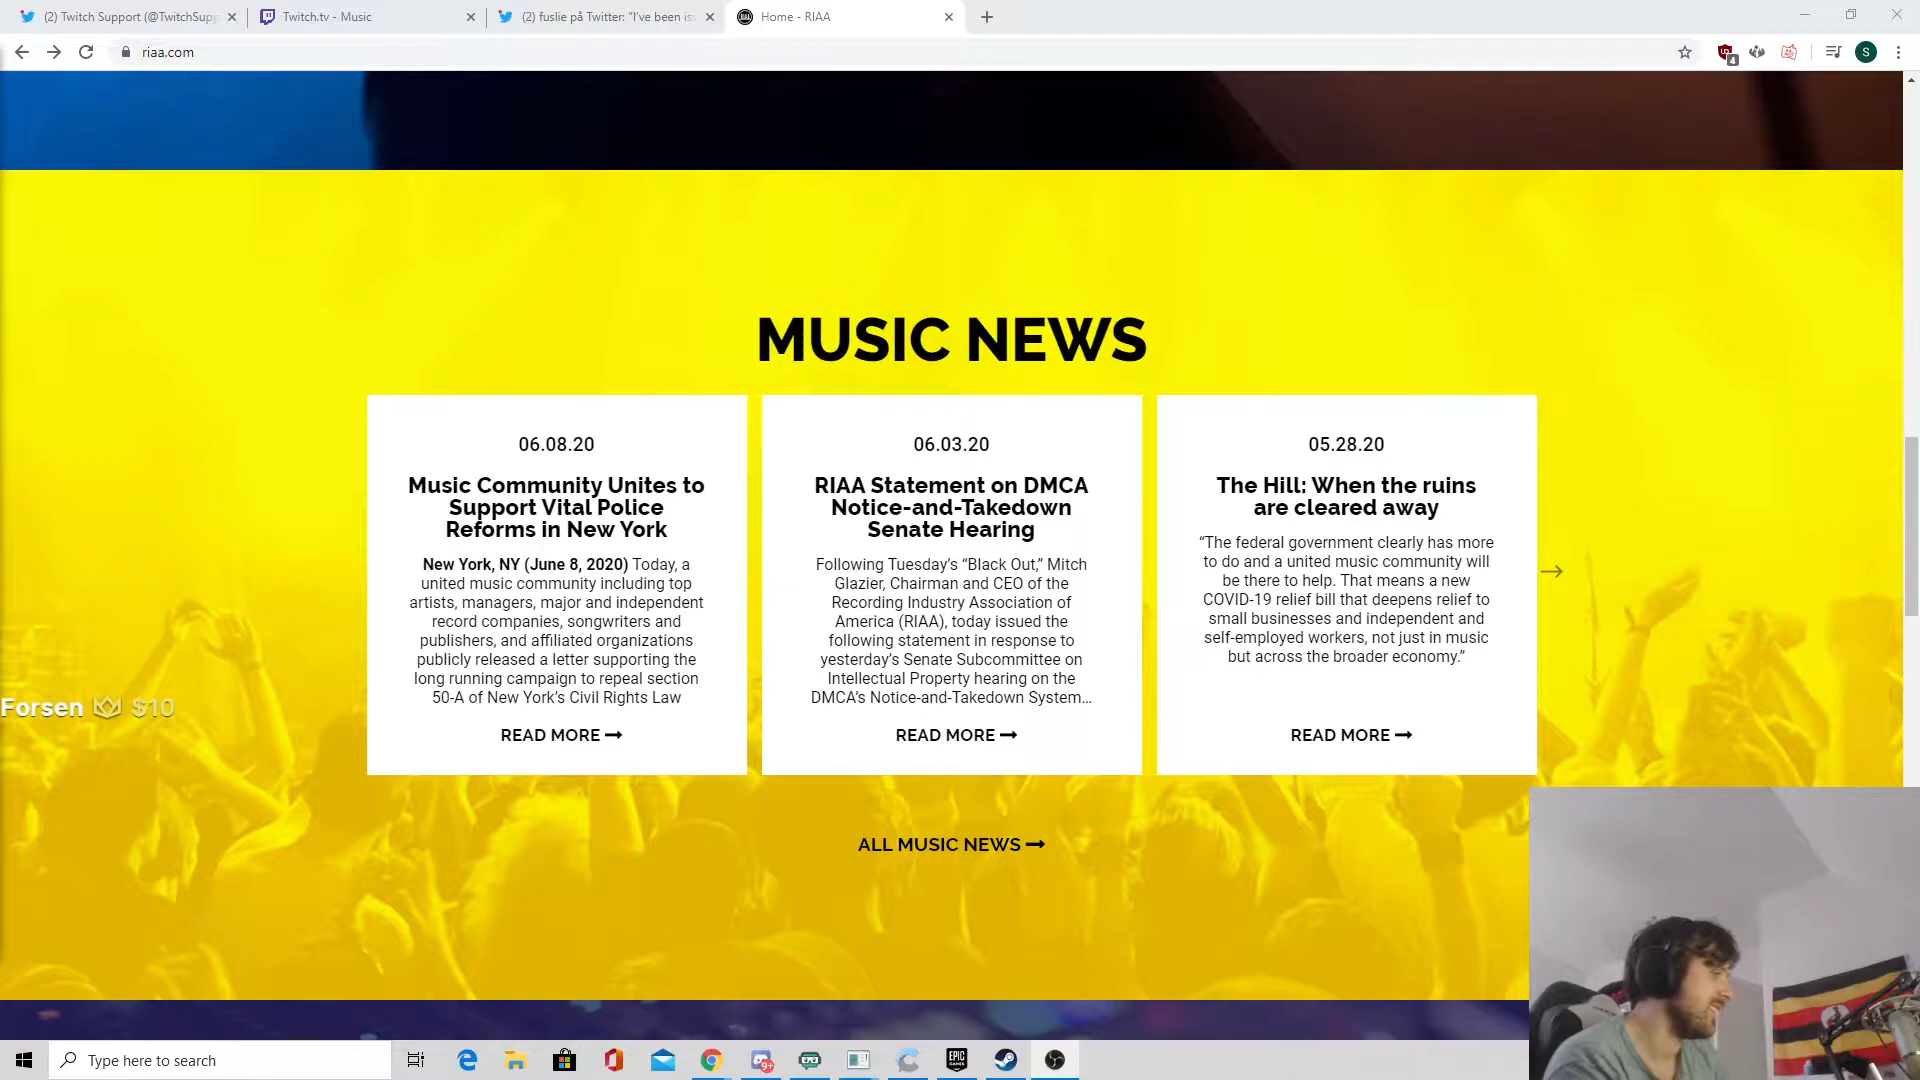 (2) Twitch Support (@TwitchSupp
Twitch.tv - Music
(2) fuslie på Twitter: "I've been is
Home - RIAA
riaa.com
4
S
MUSIC NEWS
06.08.20
Music Community Unites to
Support Vital Police
Reforms in New York
New York, NY (June 8, 2020) Today, a
united music community including top
artists, managers, major and independent
record companies, songwriters and
publishers, and affiliated organizations
publicly released a letter supporting the
long running campaign to repeal section
50-A of New York's Civil Rights Law
READ MORE
06.03.20
RIAA Statement on DMCA
Notice-and-Takedown
Senate Hearing
Following Tuesday's “Black Out,” Mitch
Glazier, Chairman and CEO of the
Recording Industry Association of
America (RIAA), today issued the
following statement in response to
yesterday's Senate Subcommittee on
Intellectual Property hearing on the
DMCA's Notice-and-Takedown System...
READ MORE
05.28.20
The Hill: When the ruins
are cleared away
“The federal government clearly has more
to do and a united music community will
be there to help. That means a new
COVID-19 relief bill that deepens relief to
small businesses and independent and
self-employed workers, not just in music
but across the broader economy.”
READ MORE
Forsen $10
ALL MUSIC NEWS
Type here to search
9+
EPIC
GAMES